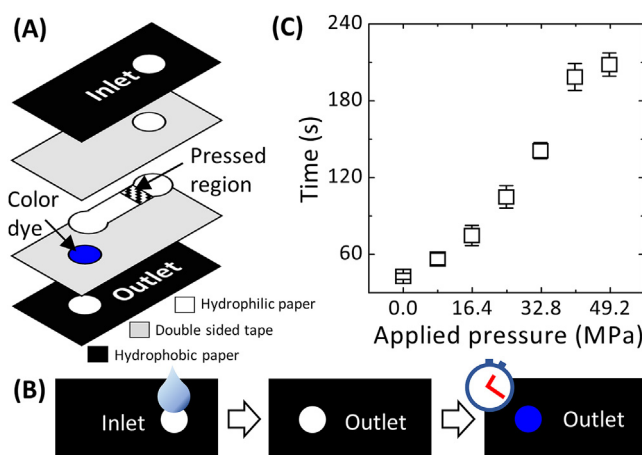 (A)
Inlet
Pressed
region
Color
dye
Outlet
Hydrophilic paper
Double sided tape
Hydrophobic paper
(C)
240
180
120
60
Time (s)
0.0 16.4 32.8 49.2
Applied pressure (MPa)
(B)
Inlet
Outlet
Outlet